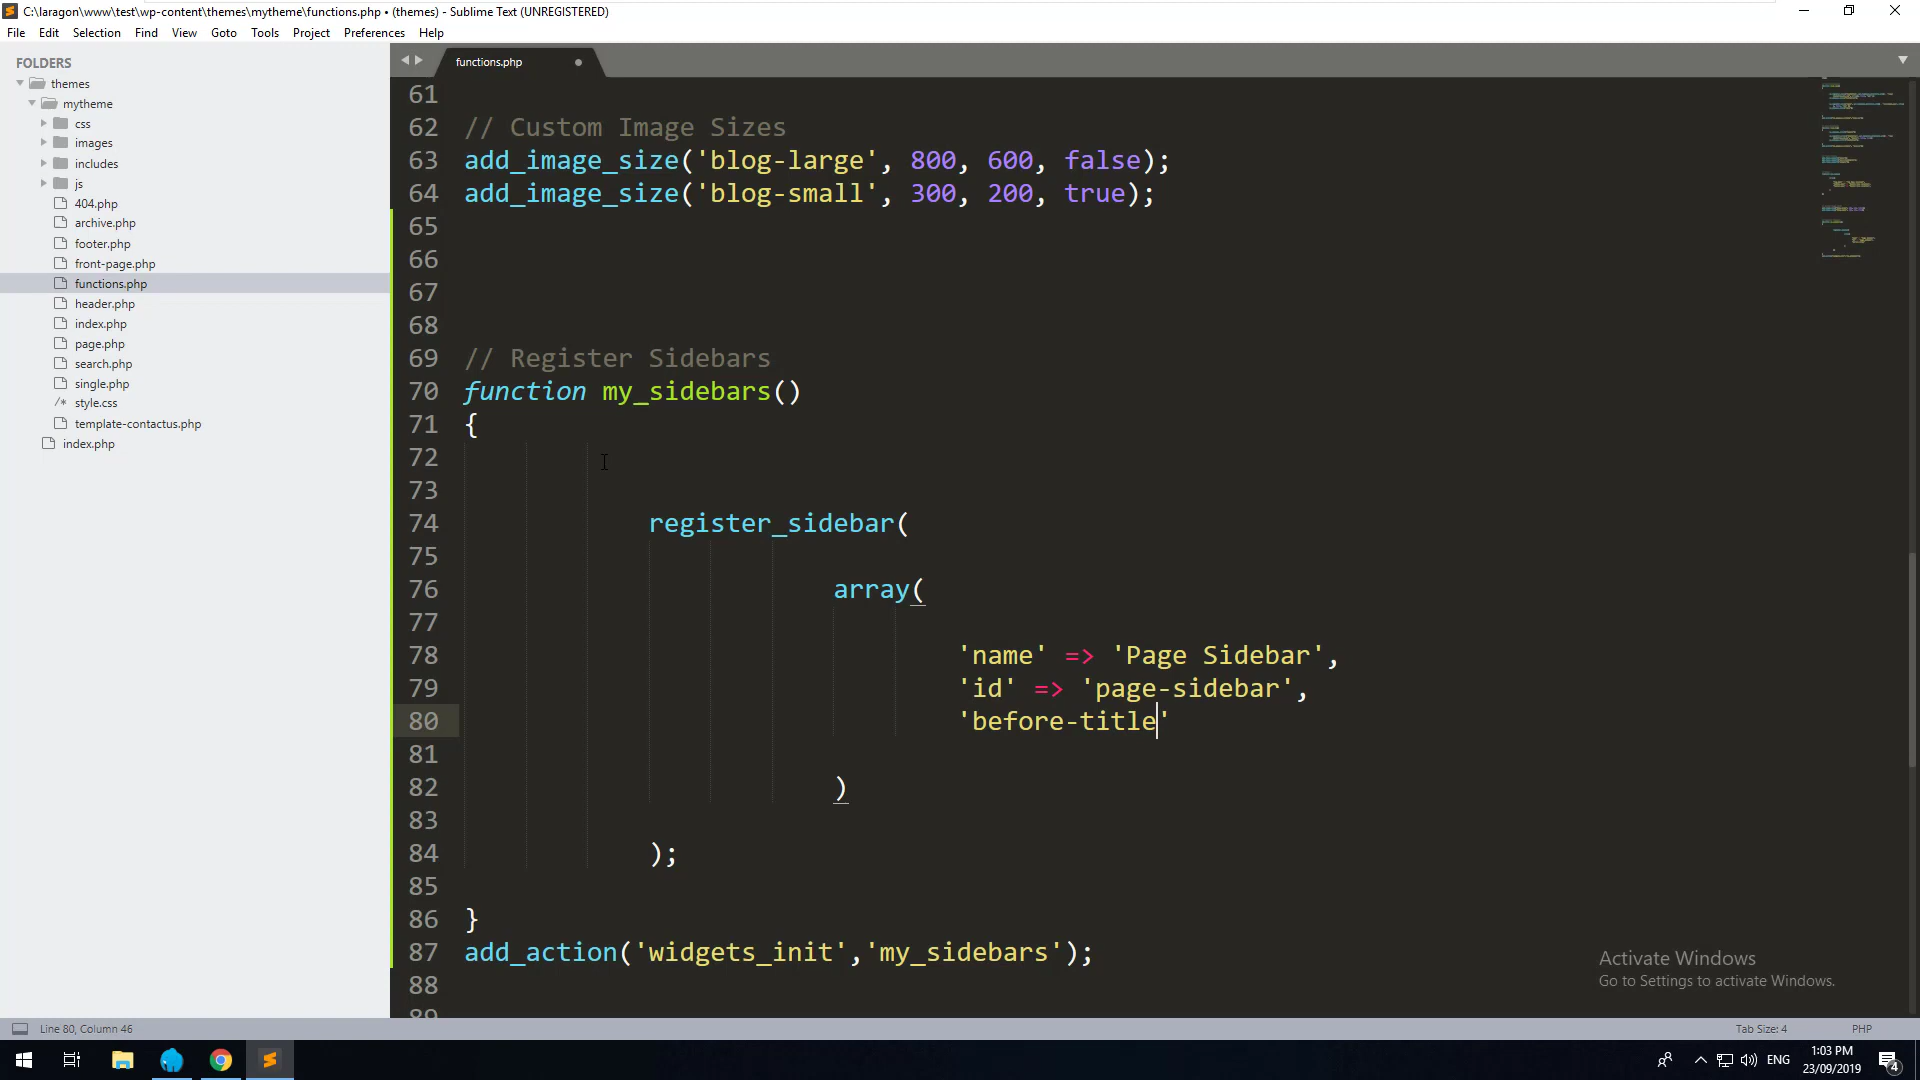 C:\laragon\www\test\wp-content\themes\mytheme\functions.php • (themes) - Sublime Text (UNREGISTERED)
File Edit Selection Find View Goto Tools Project Preferences Help
FOLDERS
themes
mytheme
css
images
includes
js
404.php
archive.php
footer.php
front-page.php
functions.php
header.php
index.php
page.php
search.php
single.php
/* style.css
template-contactus.php
index.php
functions.php
61
62 // Custom Image Sizes
63 add_image_size('blog-large', 800, 600, false);
64 add_image_size('blog-small', 300, 200, true);
65
66
67
68
69 // Register Sidebars
70 function my_sidebars()
71 {
72
73
74 register_sidebar(
75
76 array(
77
78 'name' => 'Page Sidebar',
79 'id' => 'page-sidebar',
80 'before-title'
81
82 )
83
84 );
85
86 }
87 add_action('widgets_init','my_sidebars');
88
89
Activate Windows
Go to Settings to activate Windows.
Line 80, Column 46
Tab Size: 4
PHP
ENG
1:03 PM
23/09/2019
4